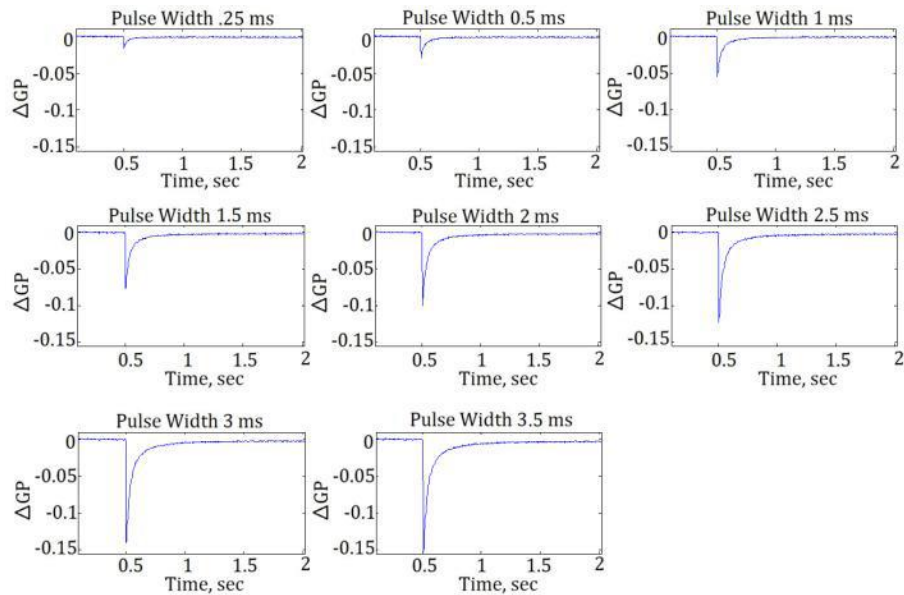 Pulse Width .25 ms
Pulse Width 0.5 ms
Pulse Width 1 ms
0
-0.05
-0.1
-0.15
ΔGP
0.5
1
1.5
2
Time, sec
0
-0.05
-0.1
-0.15
ΔGP
0.5
1
1.5
2
Time, sec
0
-0.05
-0.1
-0.15
ΔGP
0.5
1
1.5
2
Time, sec
Pulse Width 1.5 ms
Pulse Width 2 ms
Pulse Width 2.5 ms
0
-0.05
-0.1
-0.15
ΔGP
0.5
1
1.5
2
Time, sec
0
-0.05
-0.1
-0.15
ΔGP
0.5
1
1.5
2
Time, sec
0
-0.05
-0.1
-0.15
ΔGP
0.5
1
1.5
2
Time, sec
Pulse Width 3 ms
Pulse Width 3.5 ms
0
-0.05
-0.1
-0.15
ΔGP
0.5
1
1.5
2
Time, sec
0
-0.05
-0.1
-0.15
ΔGP
0.5
1
1.5
2
Time, sec